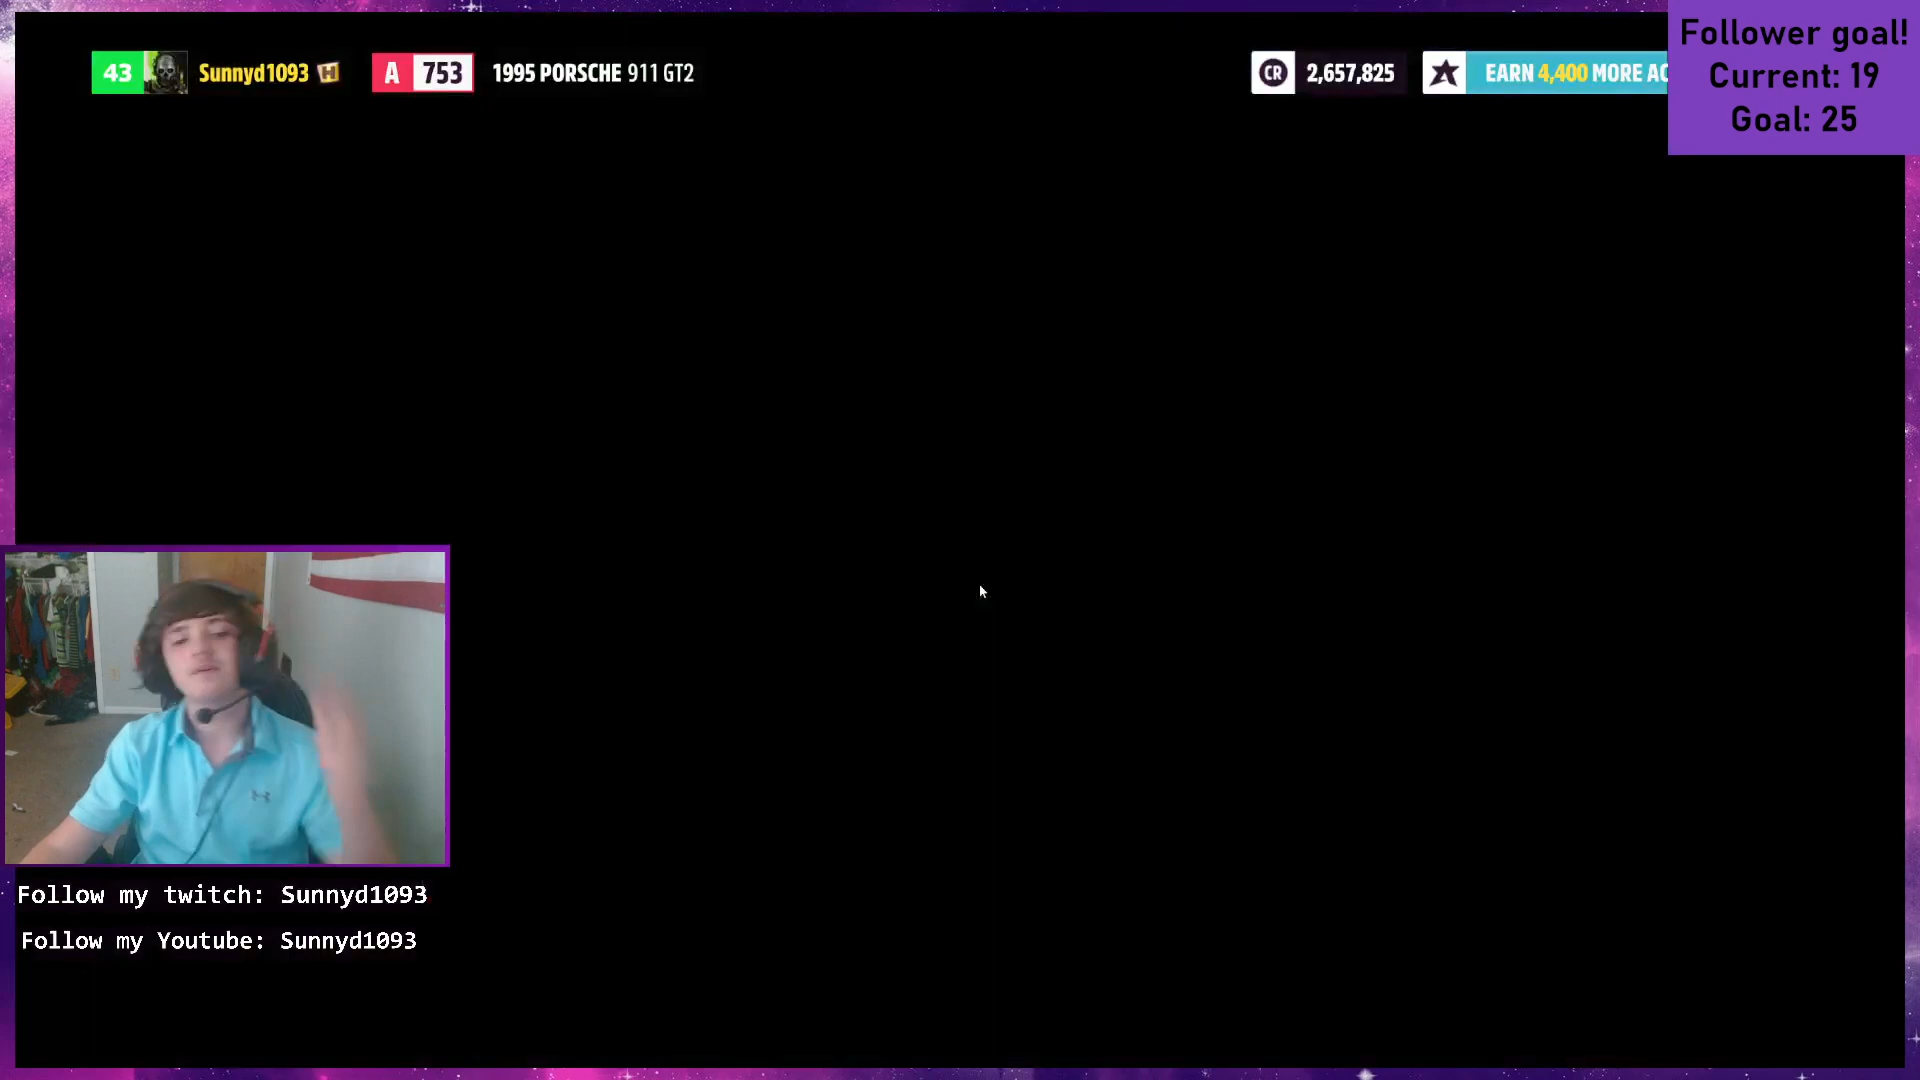 43 Sunnyd1093 H A 753 1995 PORSCHE 911 GT2 CR 2,657,825 EARN 4,400 MORE AC
Follower goal!
Current: 19
Goal: 25
Follow my twitch: Sunnyd1093
Follow my Youtube: Sunnyd1093